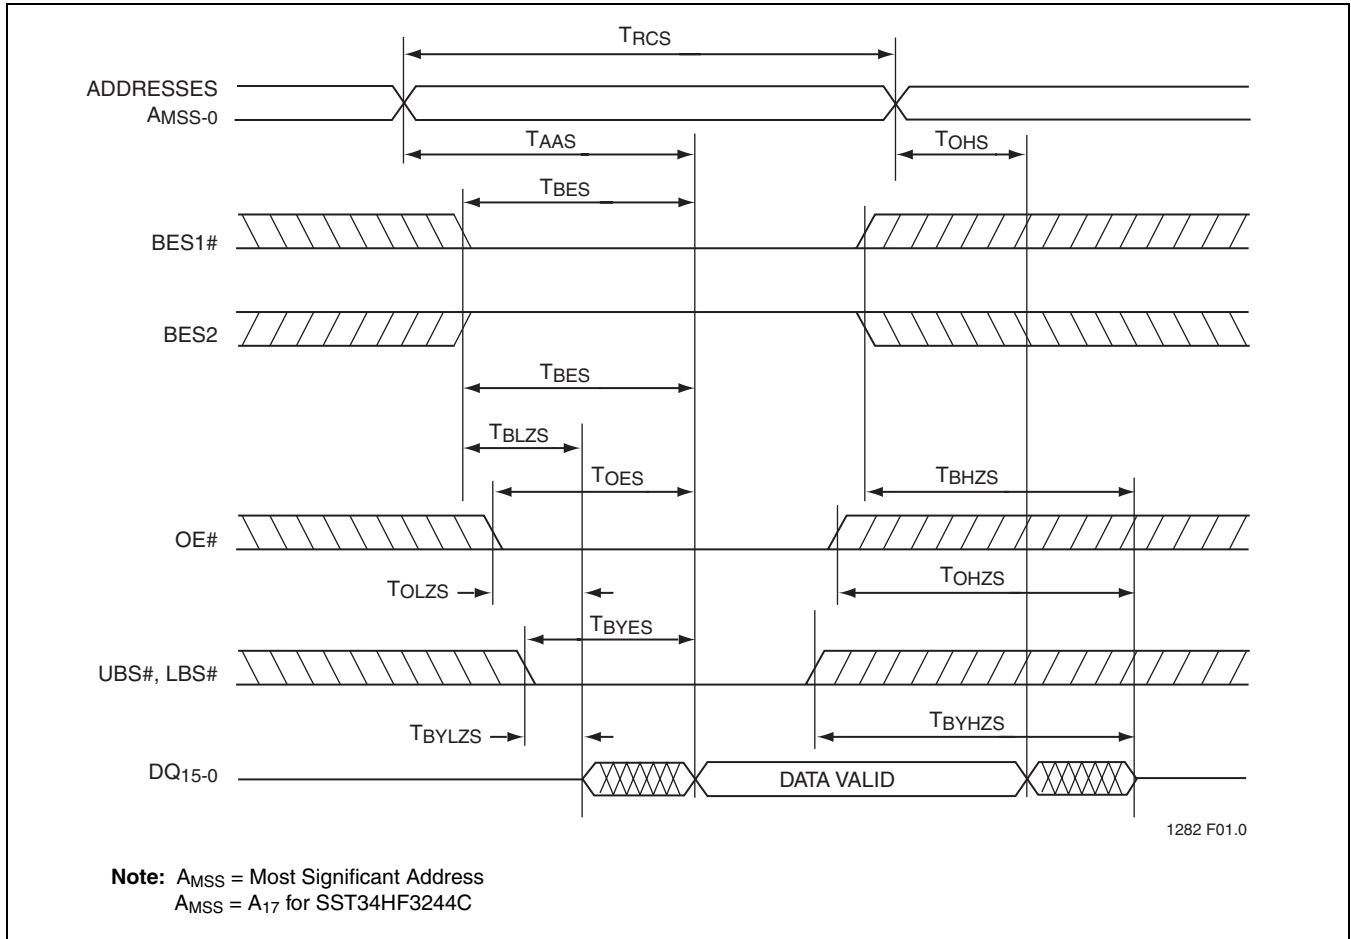 TRCS
ADDRESSES
AMSS-0
TAAS
TOHS
TBES
BES1#
BES2
TBES
TBLZS
TOES
TBHZS
OE#
TOLZS
TOHZS
TBYES
UBS#, LBS#
TBYLZS
TBYHZS
DQ15-0
DATA VALID
1282 F01.0
Note: AMSS = Most Significant Address
AMSS = A17 for SST34HF3244C